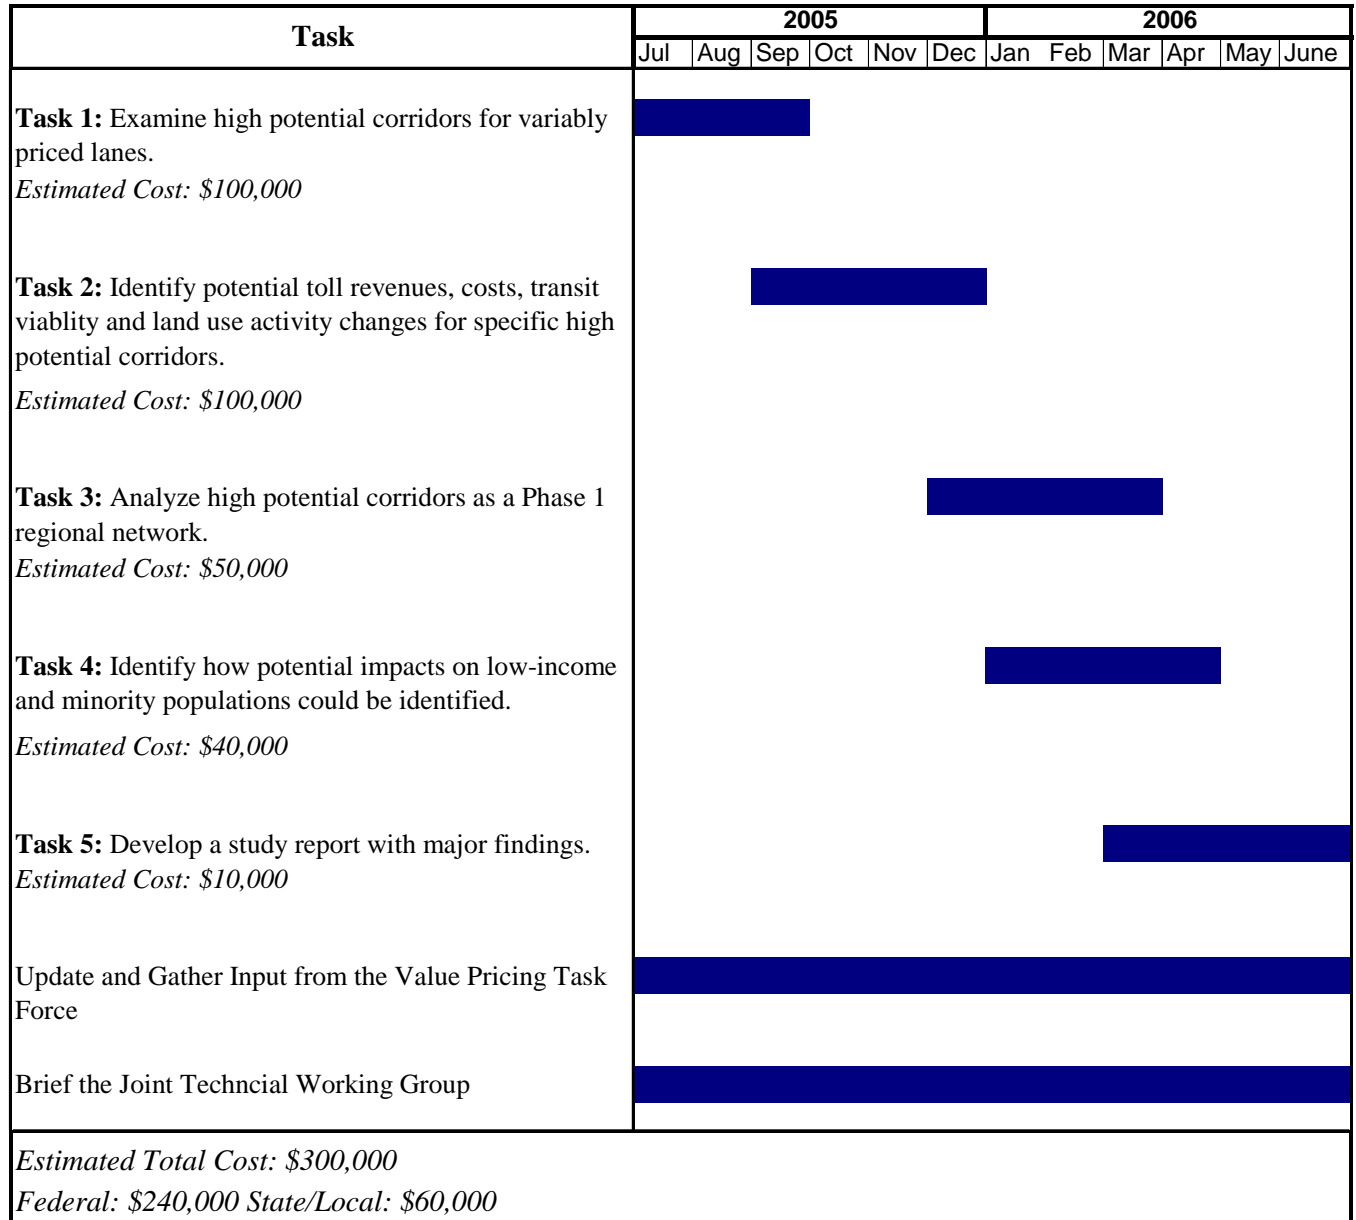 Task
2005 2006
Jul Aug Sep Oct Nov Dec Jan Feb Mar Apr May June
Task 1: Examine high potential corridors for variably
priced lanes.
Estimated Cost: $100,000
Task 2: Identify potential toll revenues, costs, transit
viablity and land use activity changes for specific high
potential corridors.
Estimated Cost: $100,000
Task 3: Analyze high potential corridors as a Phase 1
regional network.
Estimated Cost: $50,000
Task 4: Identify how potential impacts on low-income
and minority populations could be identified.
Estimated Cost: $40,000
Task 5: Develop a study report with major findings.
Estimated Cost: $10,000
Update and Gather Input from the Value Pricing Task
Force
Brief the Joint Techncial Working Group
Estimated Total Cost: $300,000
Federal: $240,000 State/Local: $60,000